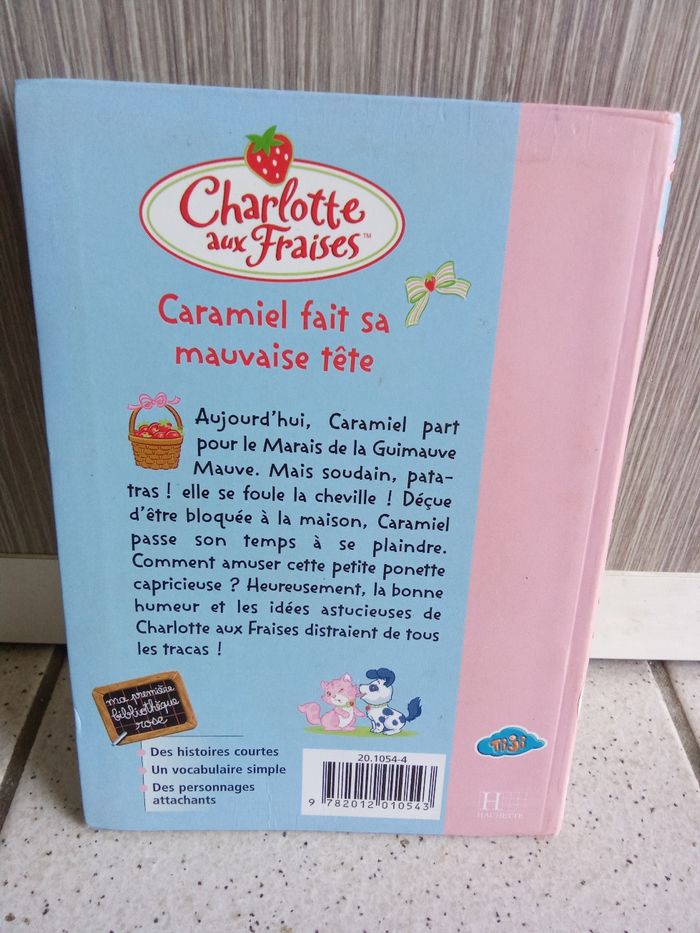 Charlotte
aux Fraises™
Caramiel fait sa
mauvaise tête
Aujourd'hui, Caramiel part
pour le Marais de la Guimauve
Mauve. Mais soudain, pata-
tras ! elle se foule la cheville ! Déçue
d'être bloquée à la maison, Caramiel
passe son temps à se plaindre.
Comment amuser cette petite ponette
capricieuse ? Heureusement, la bonne
humeur et les idées astucieuses de
Charlotte aux Fraises distraient de tous
les tracas !
ma première
bibliothèque
rose
Des histoires courtes
Un vocabulaire simple
Des personnages
attachants
20.1054-4
9 782012 010543
Tiji
H
HACHETTE